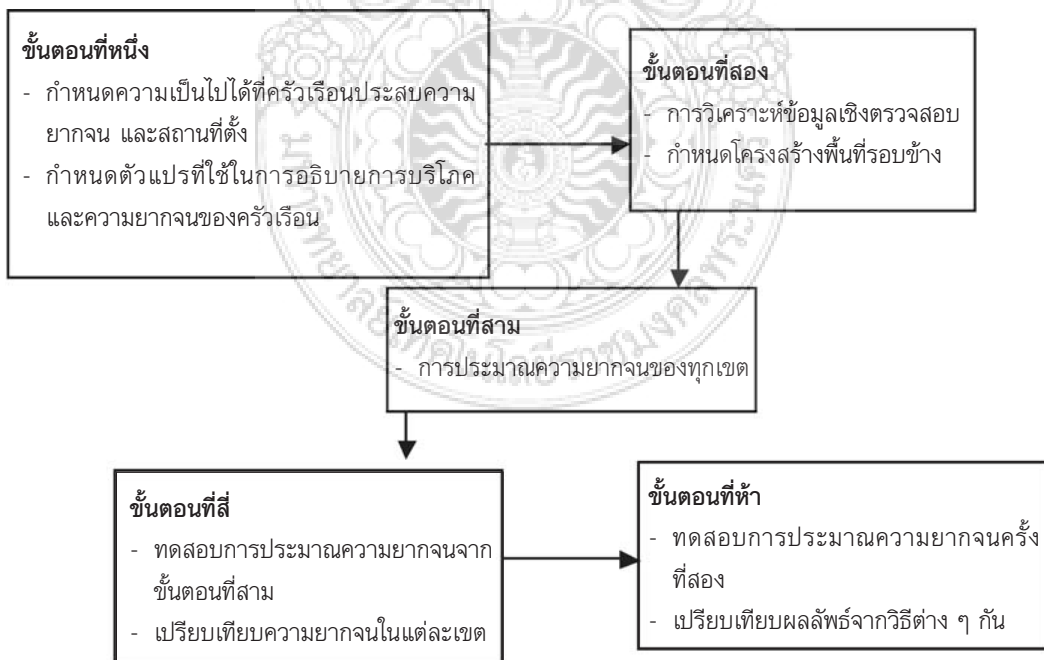 ขั้นตอนที่หนึ่ง
- กำหนดความเป็นไปได้ที่ครัวเรือนประสบความ
ยากจน และสถานที่ตั้ง
- กำหนดตัวแปรที่ใช้ในการอธิบายการบริโภค
และความยากจนของครัวเรือน
ขั้นตอนที่สอง
- การวิเคราะห์ข้อมูลเชิงตรวจสอบ
- กำหนดโครงสร้างพื้นที่รอบข้าง
ขั้นตอนที่สาม
- การประมาณความยากจนของทุกเขต
ขั้นตอนที่สี่
- ทดสอบการประมาณความยากจนจาก
ขั้นตอนที่สาม
- เปรียบเทียบความยากจนในแต่ละเขต
ขั้นตอนที่ห้า
- ทดสอบการประมาณความยากจนครั้ง
ที่สอง
- เปรียบเทียบผลลัพธ์จากวิธีต่าง ๆ กัน